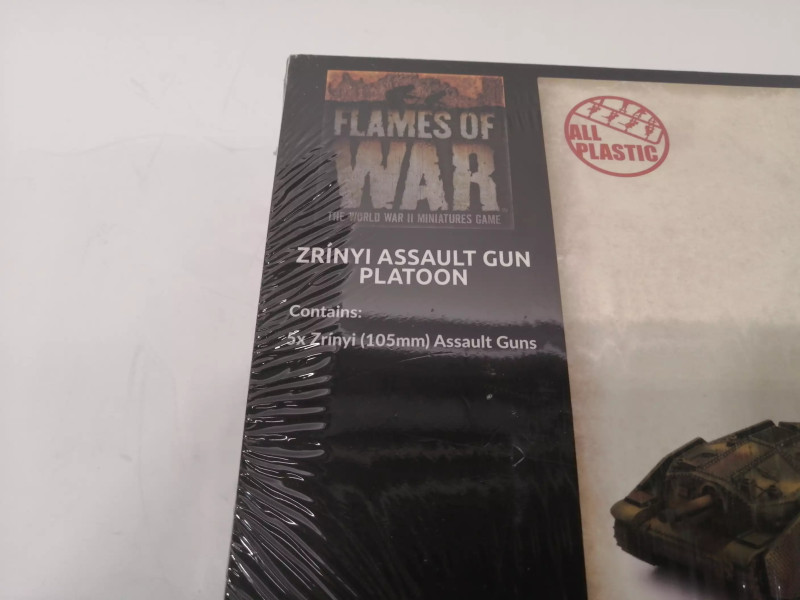 FLAMES OF
WAR
THE WORLD WAR II MINIATURES GAME
ALL
PLASTIC
ZRÍNYI ASSAULT GUN
PLATOON
Contains:
5x Zrínyi (105mm) Assault Guns